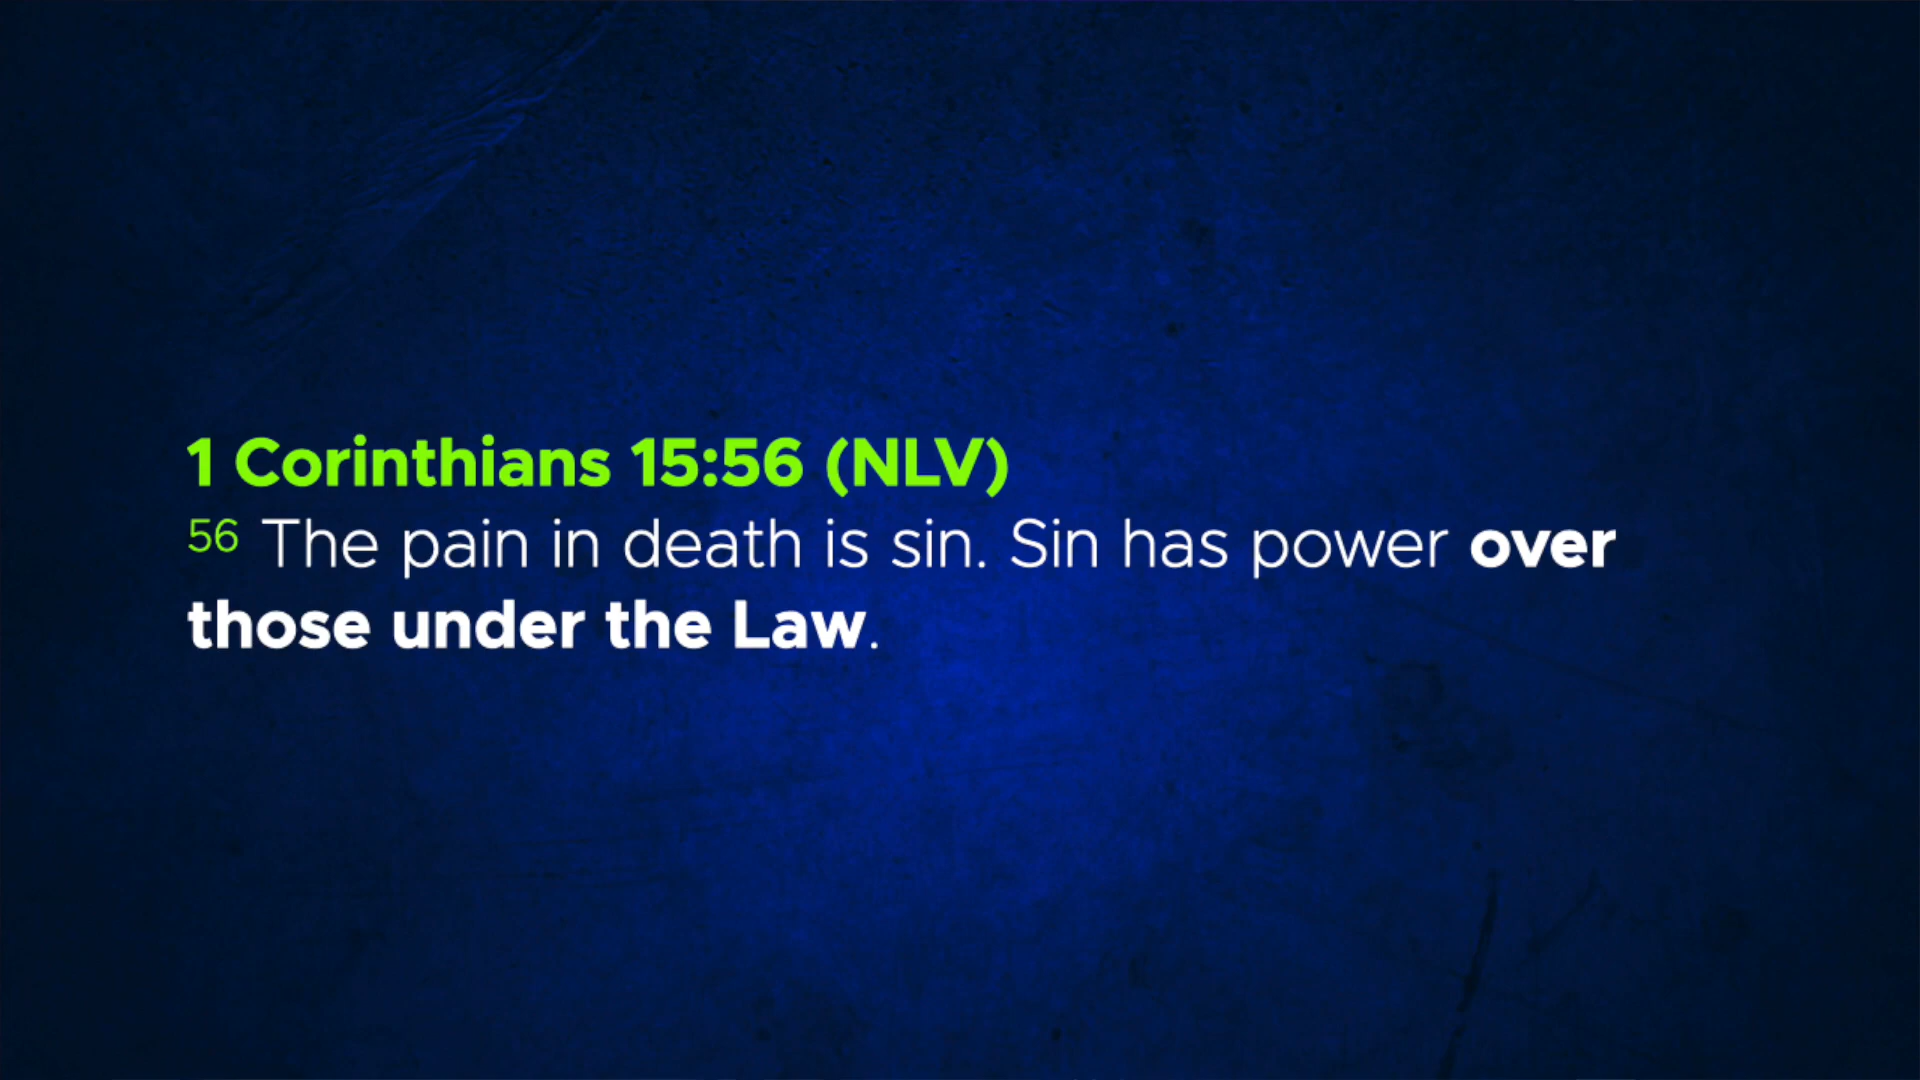 1 Corinthians 15:56 (NLV)
56 The pain in death is sin. Sin has power over
those under the Law.